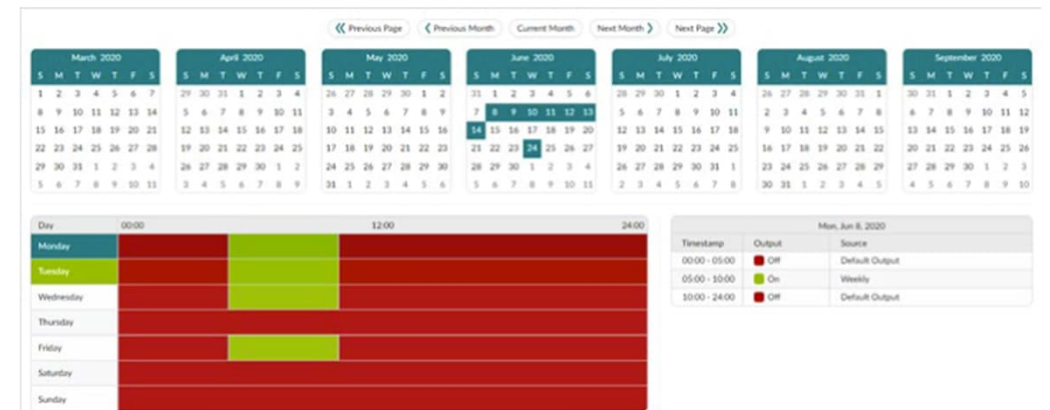 Previous Page Previous Month Current Month Next Month Next Page
March 2020
S M T W T F S
1 2 3 4 5 6 7
8 9 10 11 12 13 14
15 16 17 18 19 20 21
22 23 24 25 26 27 28
29 30 31 1 2 3 4
5 6 7 8 9 10 11
April 2020
S M T W T F S
29 30 31 1 2 3 4
5 6 7 8 9 10 11
12 13 14 15 16 17 18
19 20 21 22 23 24 25
26 27 28 29 30 1 2
3 4 5 6 7 8 9
May 2020
S M T W T F S
26 27 28 29 30 1 2
3 4 5 6 7 8 9
10 11 12 13 14 15 16
17 18 19 20 21 22 23
24 25 26 27 28 29 30
31 1 2 3 4 5 6
June 2020
S M T W T F S
31 1 2 3 4 5 6
7 8 9 10 11 12 13
14 15 16 17 18 19 20
21 22 23 24 25 26 27
28 29 30 1 2 3 4
5 6 7 8 9 10 11
July 2020
S M T W T F S
28 29 30 1 2 3 4
5 6 7 8 9 10 11
12 13 14 15 16 17 18
19 20 21 22 23 24 25
26 27 28 29 30 31 1
2 3 4 5 6 7 8
August 2020
S M T W T F S
26 27 28 29 30 31 1
2 3 4 5 6 7 8
9 10 11 12 13 14 15
16 17 18 19 20 21 22
23 24 25 26 27 28 29
30 31 1 2 3 4 5
September 2020
S M T W T F S
30 31 1 2 3 4 5
6 7 8 9 10 11 12
13 14 15 16 17 18 19
20 21 22 23 24 25 26
27 28 29 30 1 2 3
4 5 6 7 8 9 10
Day 00:00 12:00 24:00
Monday
Tuesday
Wednesday
Thursday
Friday
Saturday
Sunday
Mon, Jun 8, 2020
Timestamp Output Source
00:00 - 05:00 Off Default Output
05:00 - 10:00 On Weekly
10:00 - 24:00 Off Default Output